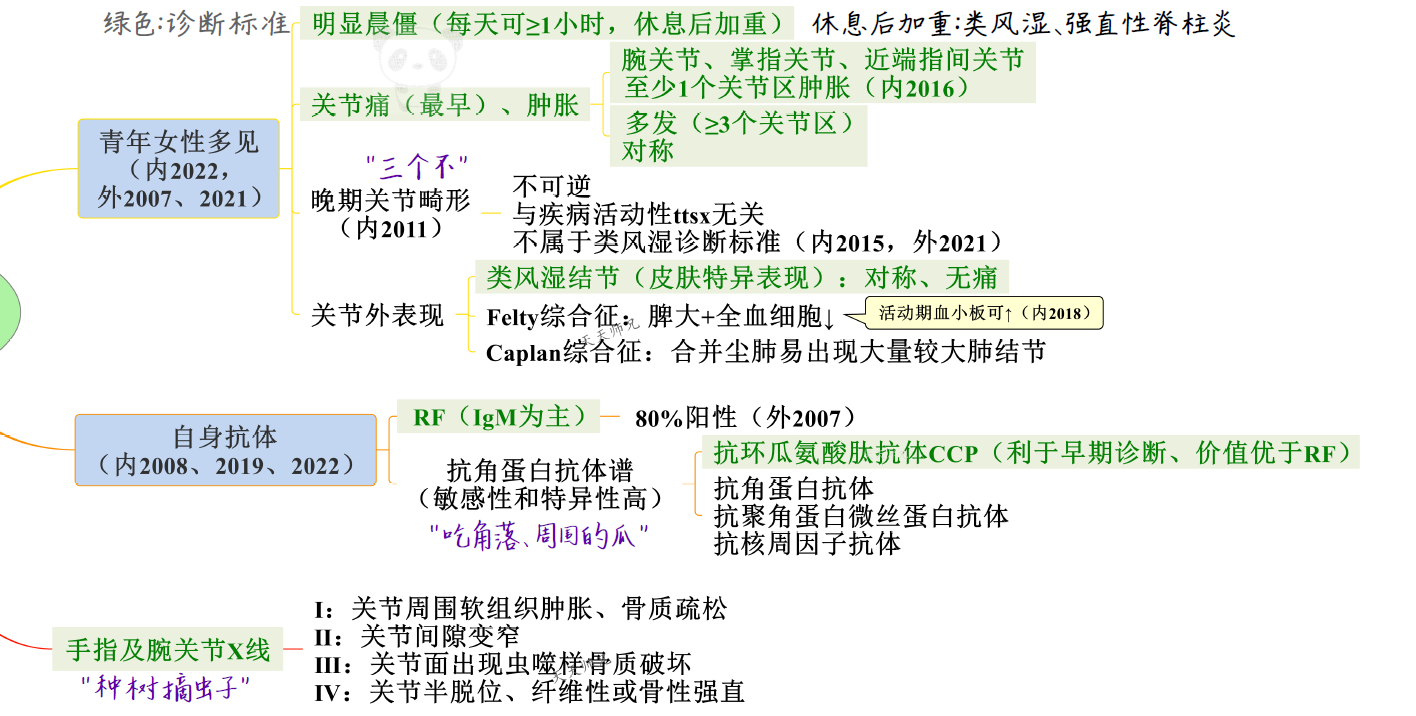 绿色:诊断标准
明显晨僵（每天可≥1小时，休息后加重）
休息后加重:类风湿、强直性脊柱炎
青年女性多见
（内2022，
外2007、2021）
关节痛（最早）、肿胀
腕关节、掌指关节、近端指间关节
至少1个关节区肿胀（内2016）
多发（≥3个关节区）
对称
"三个不"
晚期关节畸形
（内2011）
不可逆
与疾病活动性ttsx无关
不属于类风湿诊断标准（内2015，外2021）
关节外表现
类风湿结节（皮肤特异表现）：对称、无痛
Felty综合征：脾大+全血细胞↓
活动期血小板可↑（内2018）
Caplan综合征：合并尘肺易出现大量较大肺结节
天天师兄
自身抗体
（内2008、2019、2022）
RF（IgM为主）
80%阳性（外2007）
抗角蛋白抗体谱
（敏感性和特异性高）
"吃角落、周围的瓜"
抗环瓜氨酸肽抗体CCP（利于早期诊断、价值优于RF）
抗角蛋白抗体
抗聚角蛋白微丝蛋白抗体
抗核周因子抗体
手指及腕关节X线
"种树摘虫子"
I：关节周围软组织肿胀、骨质疏松
II：关节间隙变窄
III：关节面出现虫噬样骨质破坏
IV：关节半脱位、纤维性或骨性强直
天天师兄